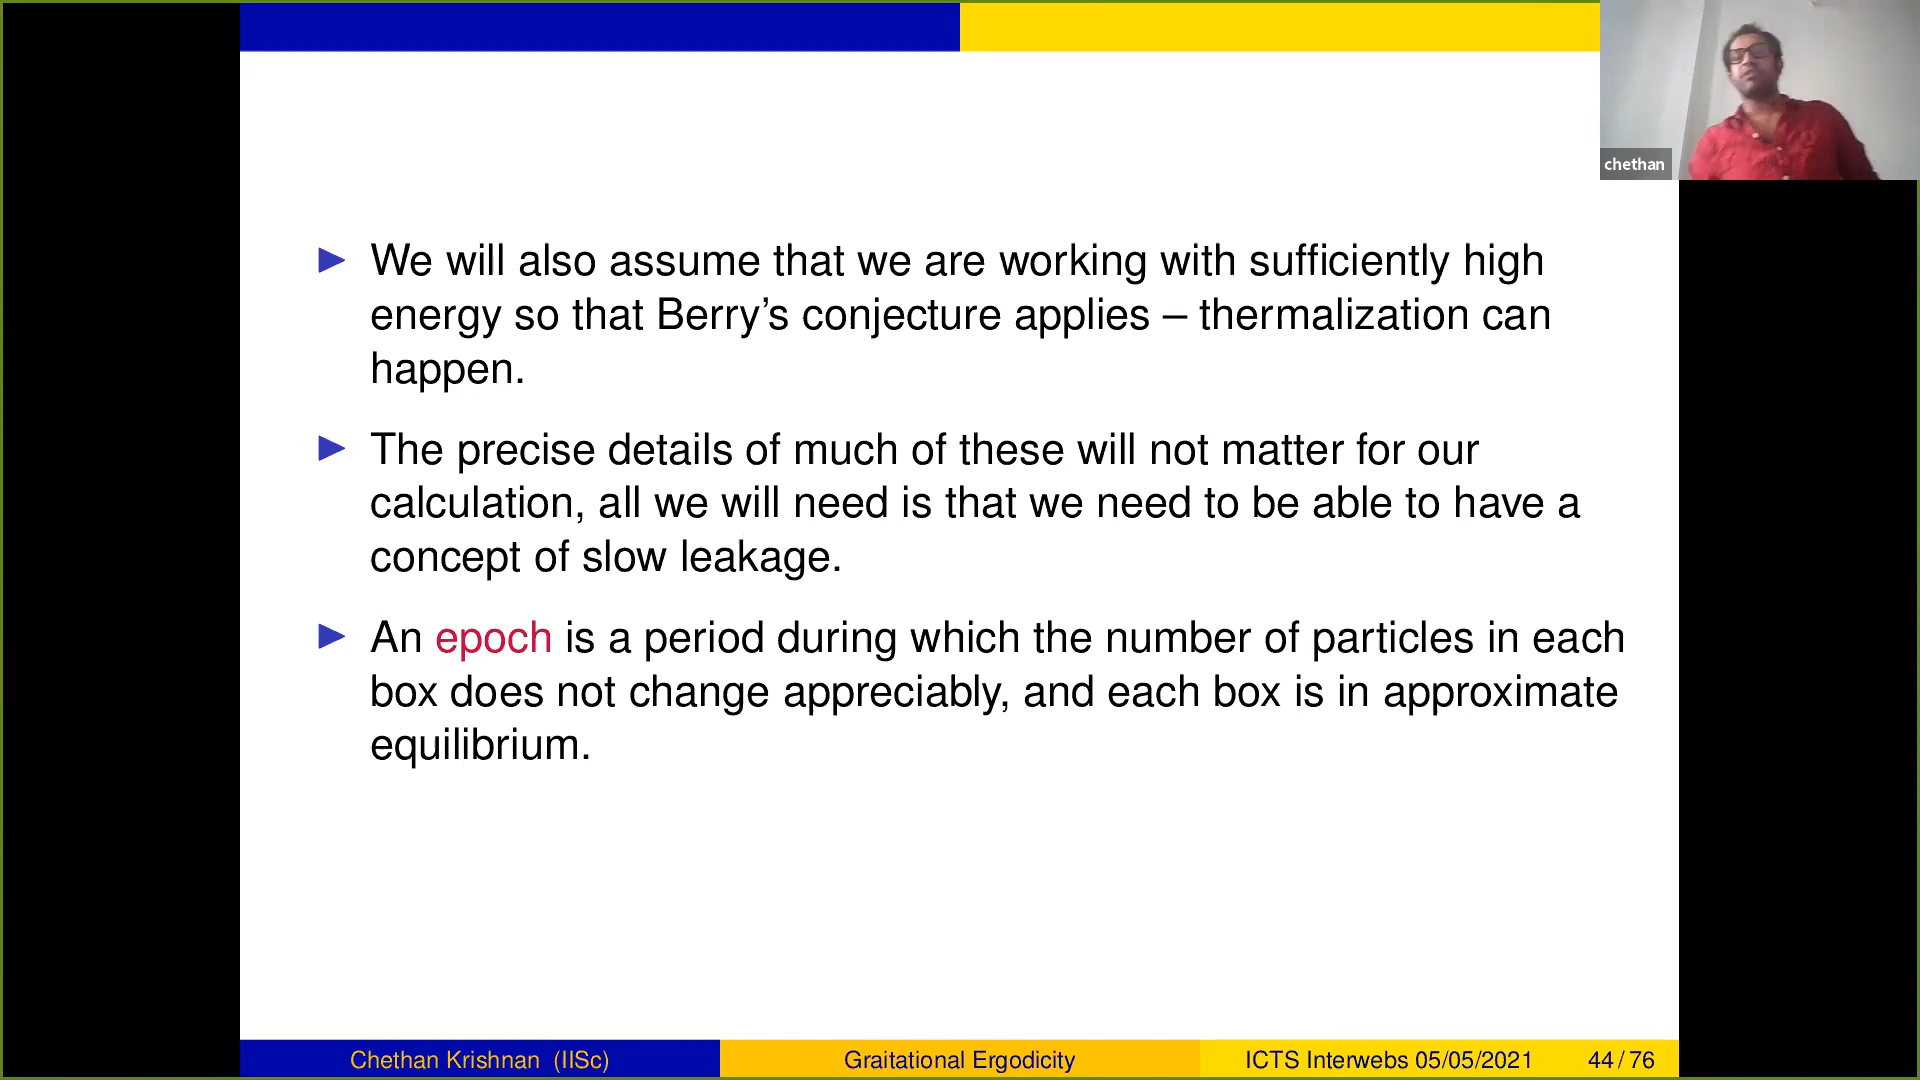 chethan
We will also assume that we are working with sufficiently high
energy so that Berry's conjecture applies – thermalization can
happen.
The precise details of much of these will not matter for our
calculation, all we will need is that we need to be able to have a
concept of slow leakage.
An epoch is a period during which the number of particles in each
box does not change appreciably, and each box is in approximate
equilibrium.
Chethan Krishnan (IISc) Graitational Ergodicity ICTS Interwebs 05/05/2021 44 / 76